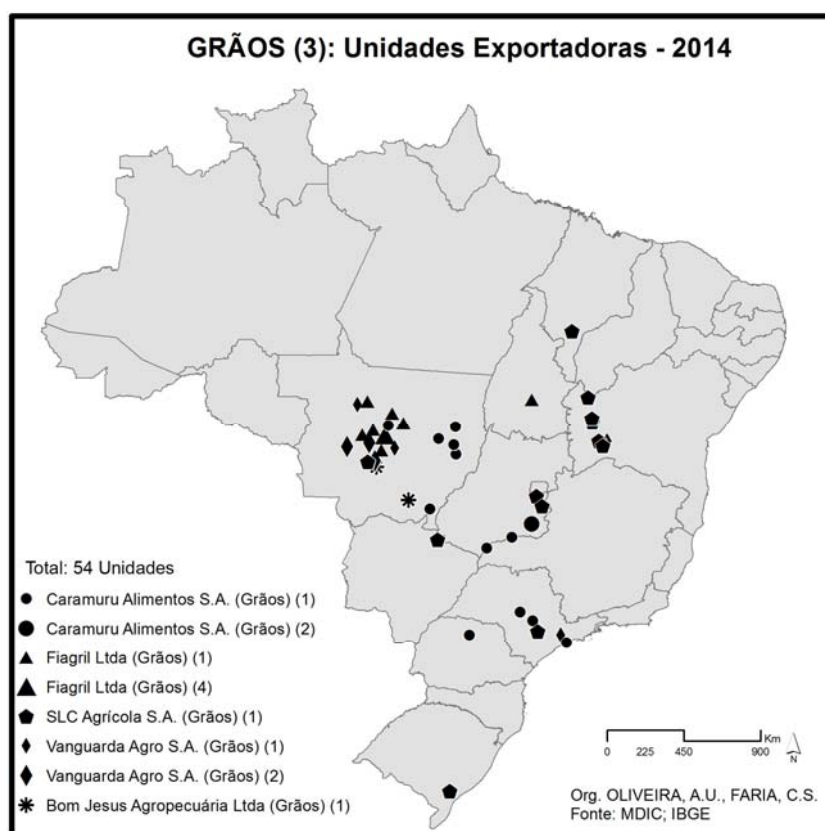 GRÃOS (3): Unidades Exportadoras - 2014
Total: 54 Unidades
Caramuru Alimentos S.A. (Grãos) (1)
Caramuru Alimentos S.A. (Grãos) (2)
Fiagril Ltda (Grãos) (1)
Fiagril Ltda (Grãos) (4)
SLC Agrícola S.A. (Grãos) (1)
Vanguarda Agro S.A. (Grãos) (1)
Vanguarda Agro S.A. (Grãos) (2)
Bom Jesus Agropecuária Ltda (Grãos) (1)
Km
0 225 450 900
N
Org. OLIVEIRA, A.U., FARIA, C.S.
Fonte: MDIC; IBGE